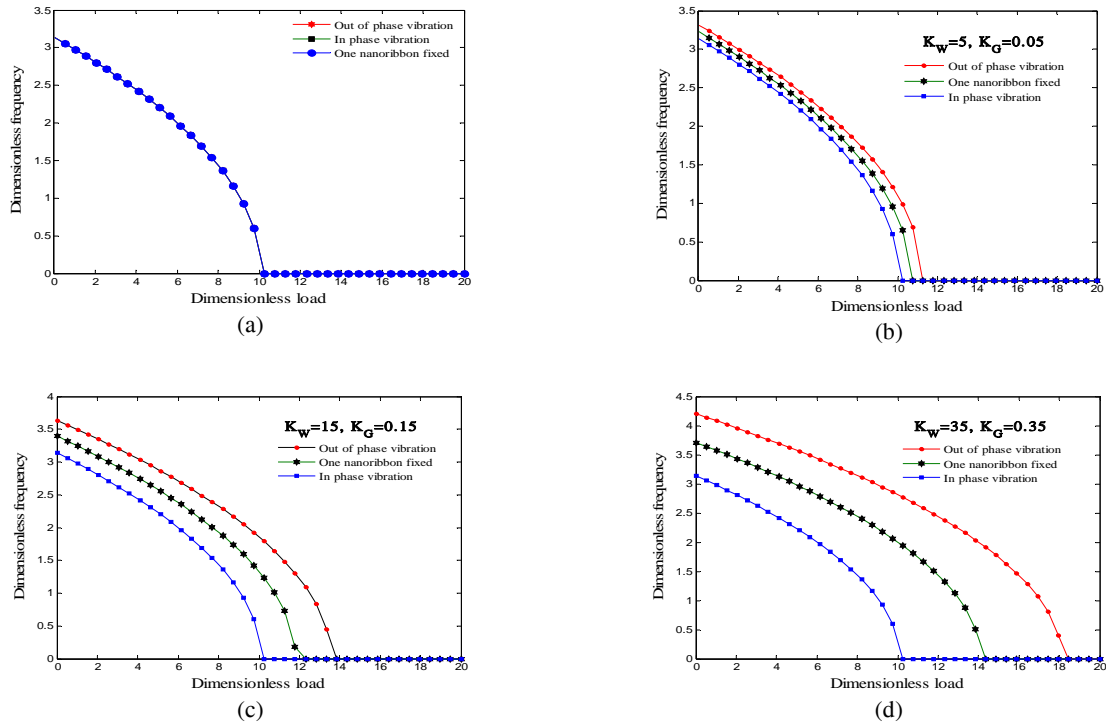 3.5
3
2.5
2
1.5
1
0.5
0
Dimensionless frequency
Out of phase vibration
In phase vibration
One nanoribbon fixed
0 2 4 6 8 10 12 14 16 18 20
Dimensionless load
(a)
3.5
3
2.5
2
1.5
1
0.5
0
Dimensionless frequency
K_W=5, K_G=0.05
Out of phase vibration
One nanoribbon fixed
In phase vibration
0 2 4 6 8 10 12 14 16 18 20
Dimensionless load
(b)
4
3.5
3
2.5
2
1.5
1
0.5
0
Dimensionless frequency
K_W=15, K_G=0.15
Out of phase vibration
One nanoribbon fixed
In phase vibration
0 2 4 6 8 10 12 14 16 18 20
Dimensionless load
(c)
4.5
4
3.5
3
2.5
2
1.5
1
0.5
0
Dimensionless frequency
K_W=35, K_G=0.35
Out of phase vibration
One nanoribbon fixed
In phase vibration
0 2 4 6 8 10 12 14 16 18 20
Dimensionless load
(d)